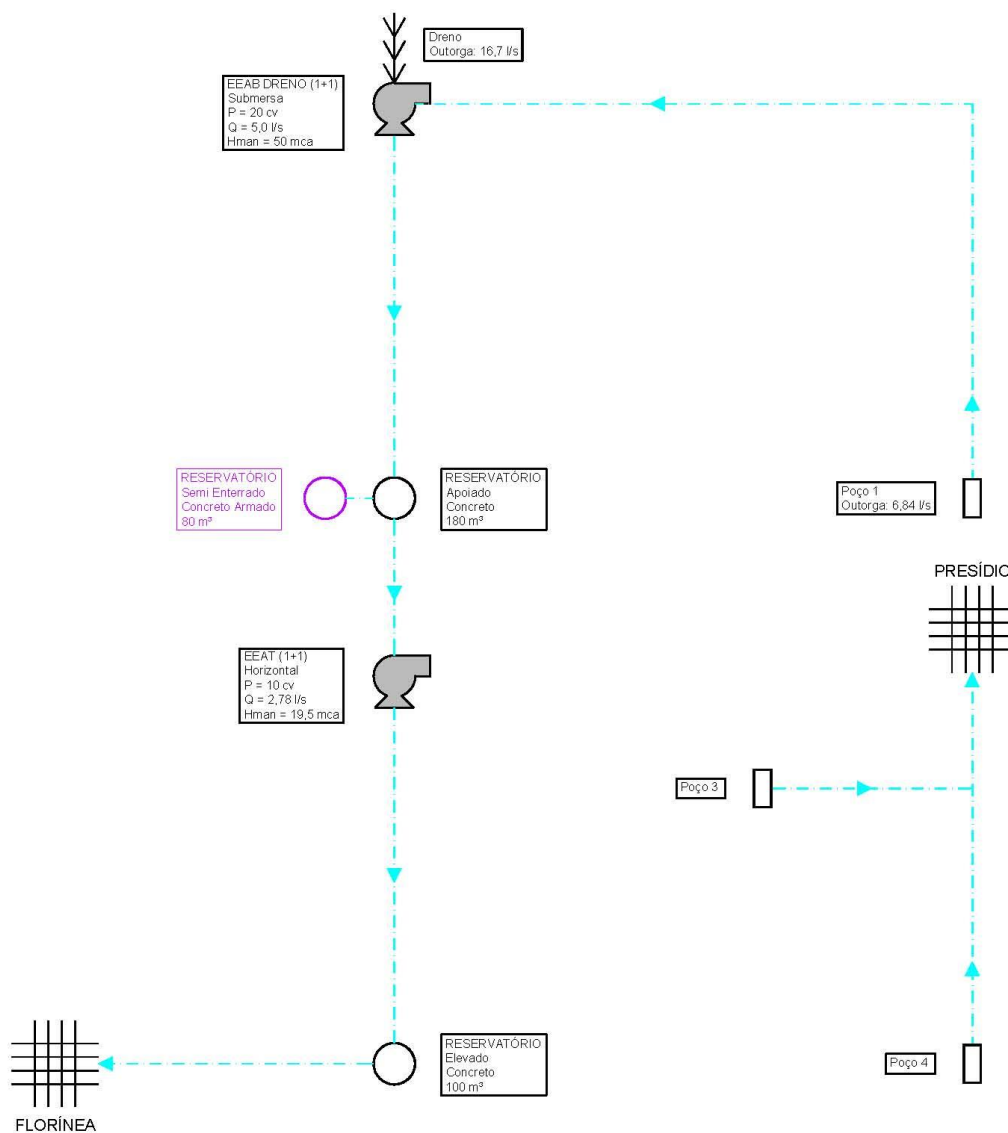 Dreno
Outorga: 16,7 l/s
EEAB DRENO (1+1)
Submersa
P = 20 cv
Q = 5,0 l/s
Hman = 50 mca
RESERVATÓRIO
Semi Enterrado
Concreto Armado
80 m³
RESERVATÓRIO
Apoiado
Concreto
180 m³
Poço 1
Outorga: 6,84 l/s
PRESÍDIO
EEAT (1+1)
Horizontal
P = 10 cv
Q = 2,78 l/s
Hman = 19,5 mca
Poço 3
RESERVATÓRIO
Elevado
Concreto
100 m³
Poço 4
FLORÍNEA